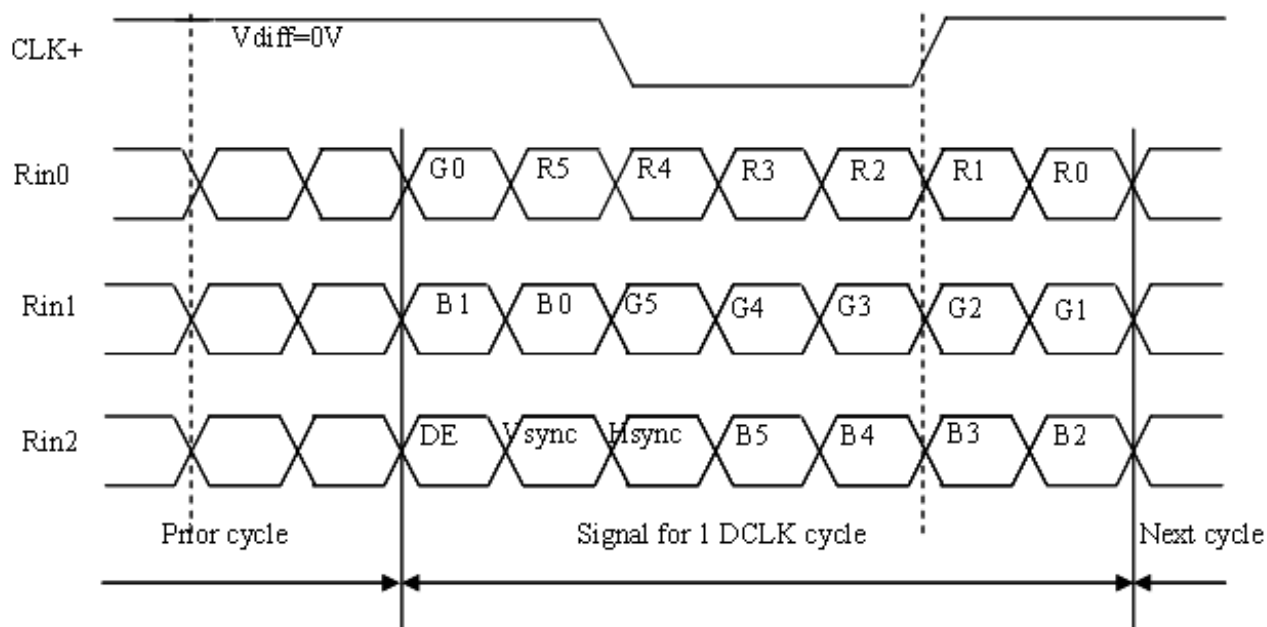 CLK+ Vdiff=0V
Rin0 G0 R5 R4 R3 R2 R1 R0
Rin1 B1 B0 G5 G4 G3 G2 G1
Rin2 DE Vsync Hsync B5 B4 B3 B2
Prior cycle Signal for 1 DCLK cycle Next cycle